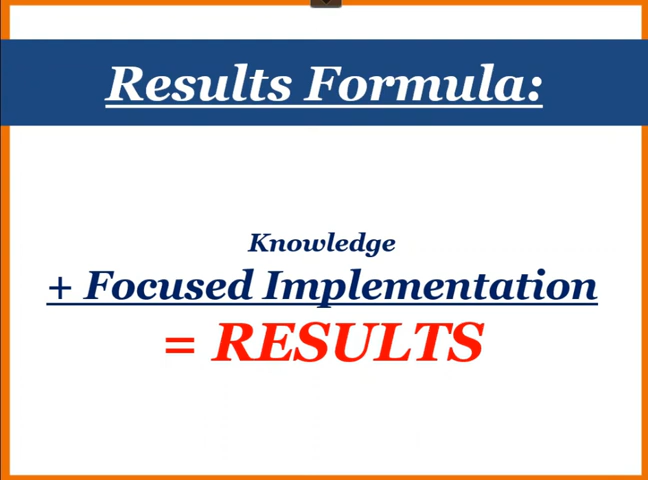 Results Formula:
Knowledge
+ Focused Implementation
= RESULTS